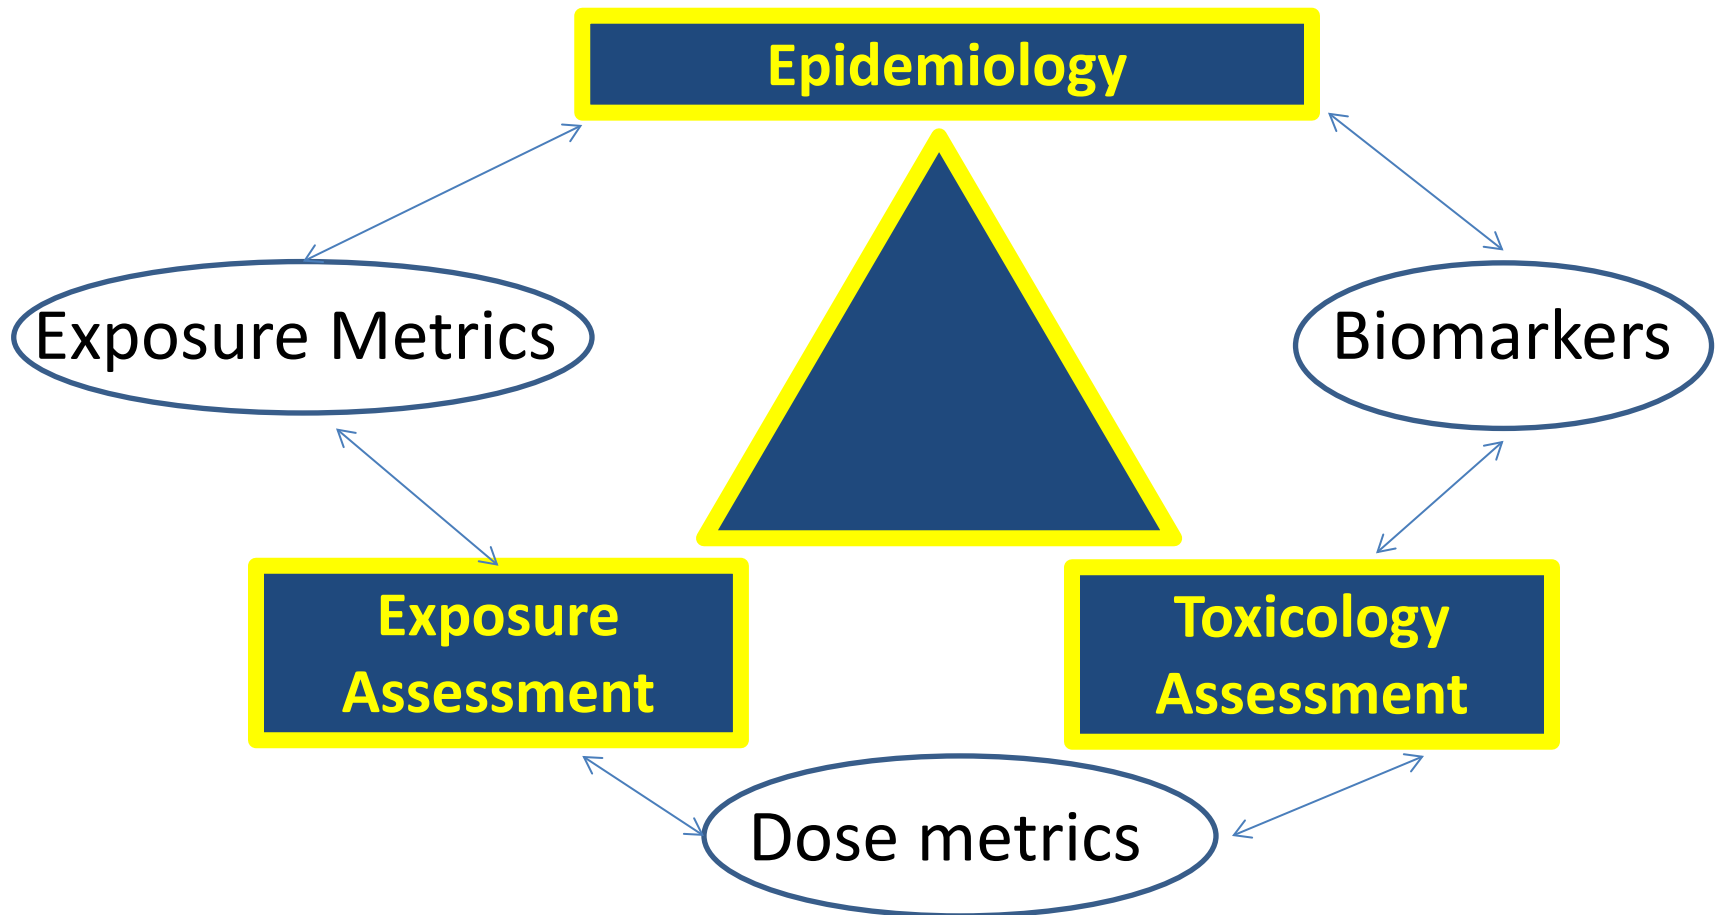 Epidemiology
Exposure Metrics
Biomarkers
Exposure
Assessment
Toxicology
Assessment
Dose metrics